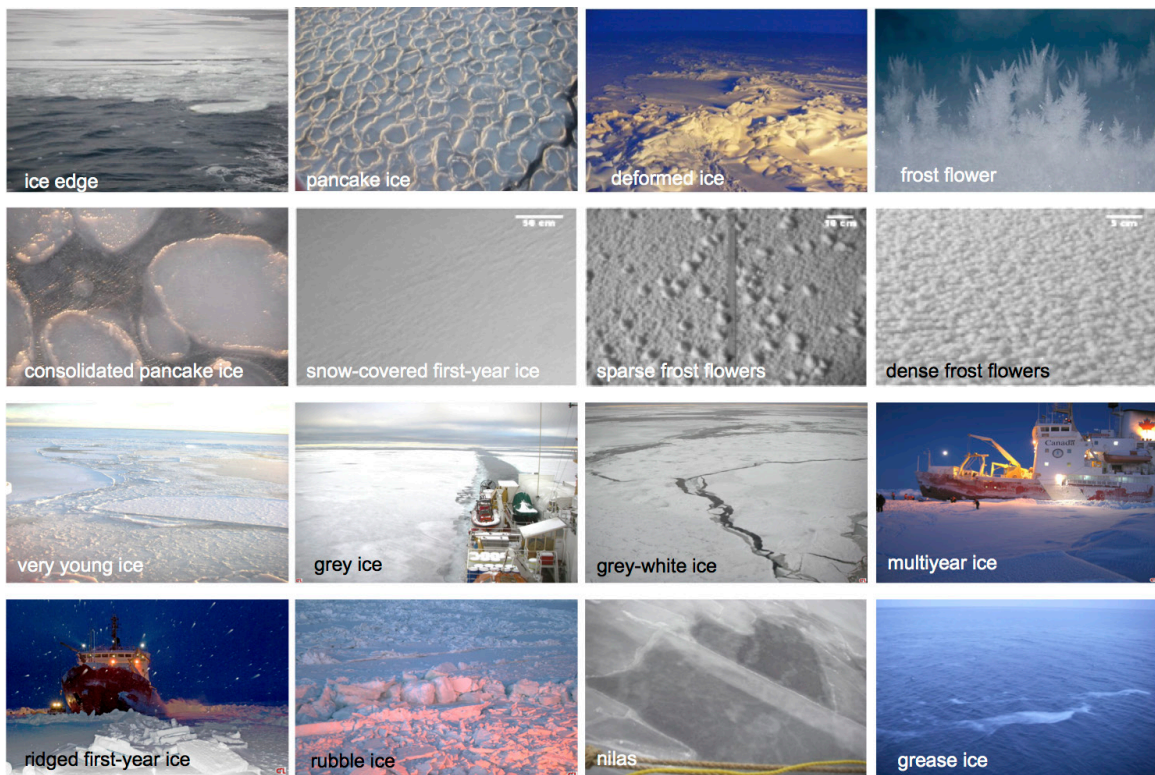 ice edge
pancake ice
deformed ice
frost flower
consolidated pancake ice
50 cm
snow-covered first-year ice
10 cm
sparse frost flowers
5 cm
dense frost flowers
very young ice
grey ice
grey-white ice
Canada
multiyear ice
ridged first-year ice
rubble ice
nilas
grease ice